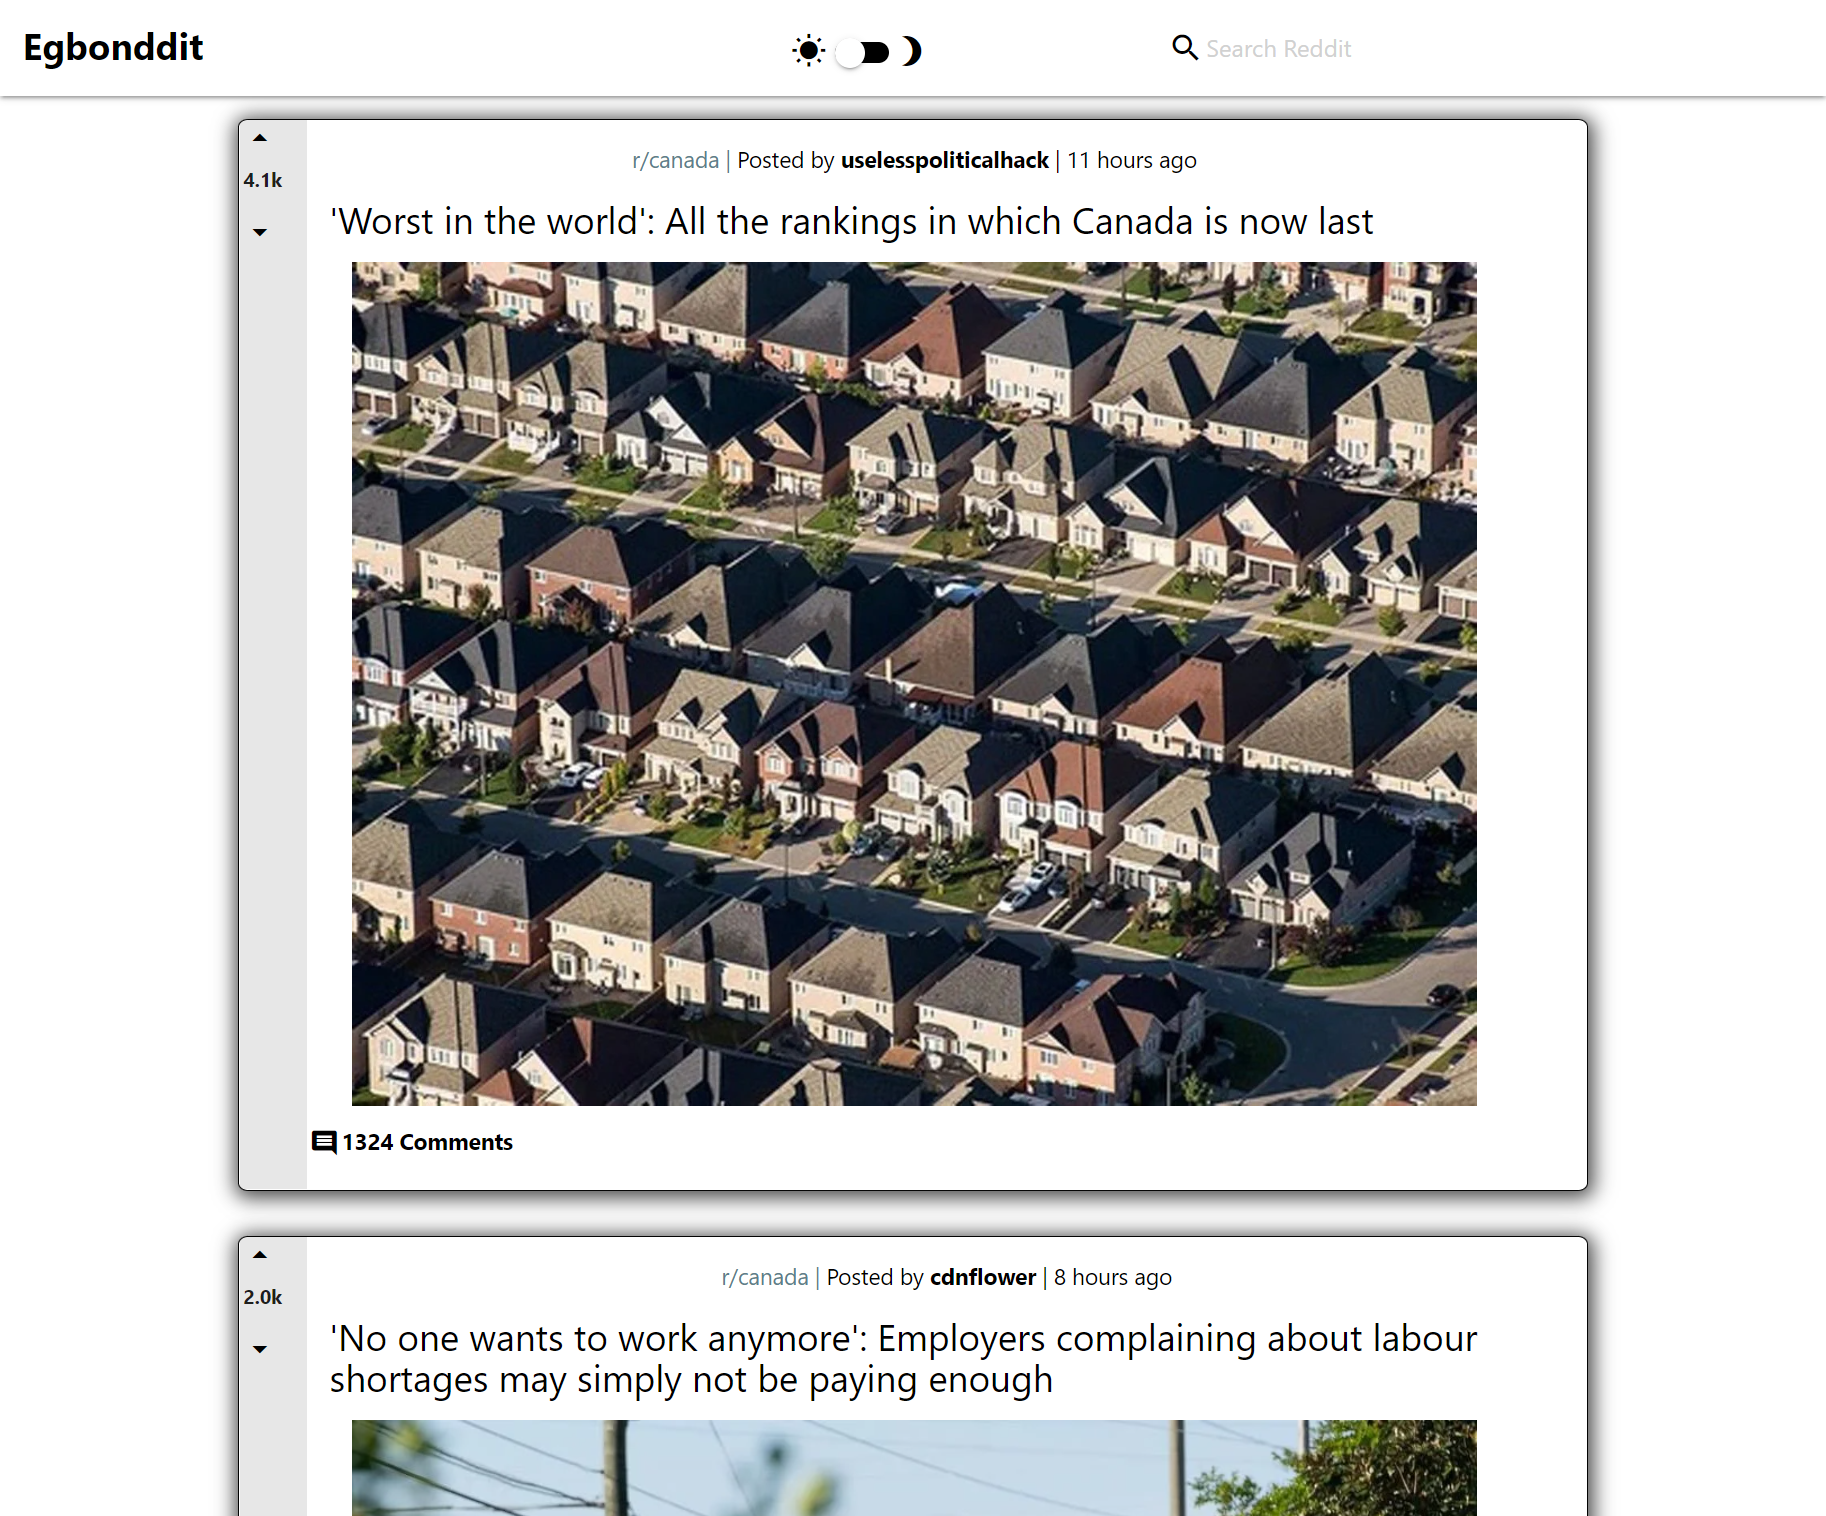 Egbonddit
Search Reddit
4.1k
r/canada | Posted by uselesspoliticalhack | 11 hours ago
'Worst in the world': All the rankings in which Canada is now last
1324 Comments
2.0k
r/canada | Posted by cdnflower | 8 hours ago
'No one wants to work anymore': Employers complaining about labour
shortages may simply not be paying enough